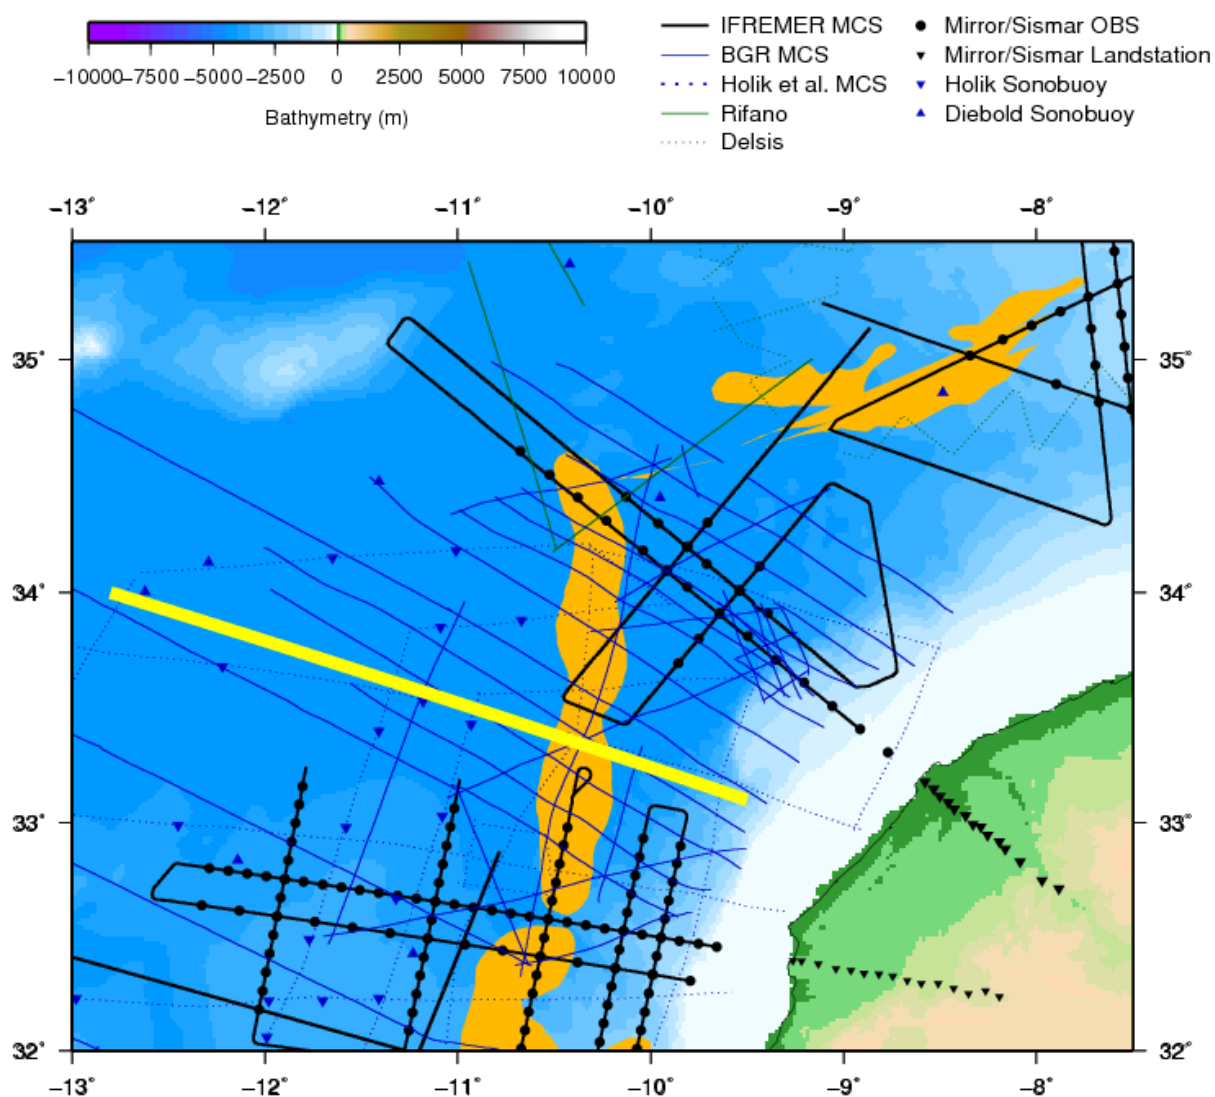 −10000 −7500 −5000 −2500 0 2500 5000 7500 10000
Bathymetry (m)
IFREMER MCS
BGR MCS
Holik et al. MCS
Rifano
Delsis
Mirror/Sismar OBS
Mirror/Sismar Landstation
Holik Sonobuoy
Diebold Sonobuoy
−13˚ −12˚ −11˚ −10˚ −9˚ −8˚
35˚ 35˚
34˚ 34˚
33˚ 33˚
32˚ 32˚
−13˚ −12˚ −11˚ −10˚ −9˚ −8˚